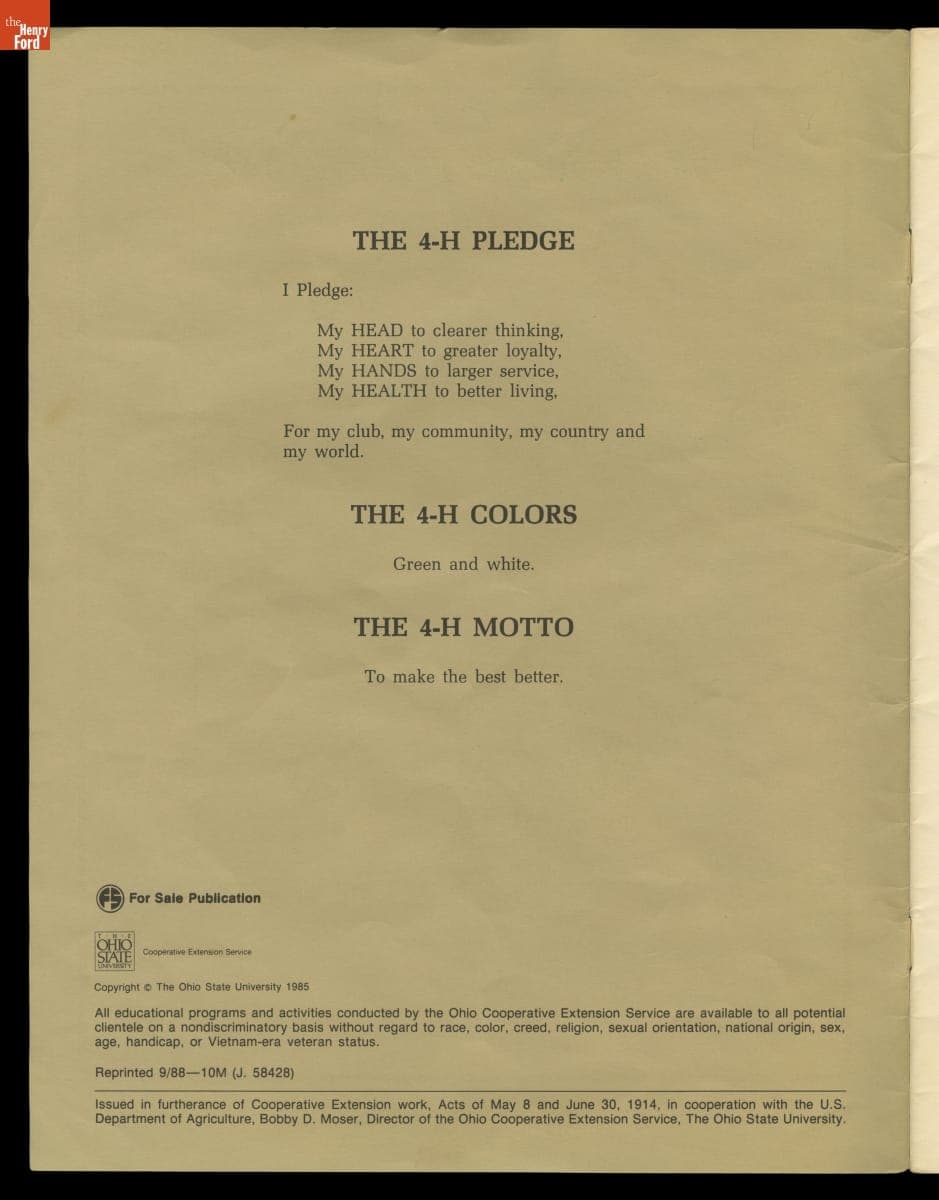 the
Henry
Ford
THE 4-H PLEDGE
I Pledge:
My HEAD to clearer thinking,
My HEART to greater loyalty,
My HANDS to larger service,
My HEALTH to better living,
For my club, my community, my country and
my world.
THE 4-H COLORS
Green and white.
THE 4-H MOTTO
To make the best better.
For Sale Publication
T · H · E
OHIO
STATE
UNIVERSITY
Cooperative Extension Service
Copyright © The Ohio State University 1985
All educational programs and activities conducted by the Ohio Cooperative Extension Service are available to all potential
clientele on a nondiscriminatory basis without regard to race, color, creed, religion, sexual orientation, national origin, sex,
age, handicap, or Vietnam-era veteran status.
Reprinted 9/88—10M (J. 58428)
Issued in furtherance of Cooperative Extension work, Acts of May 8 and June 30, 1914, in cooperation with the U.S.
Department of Agriculture, Bobby D. Moser, Director of the Ohio Cooperative Extension Service, The Ohio State University.